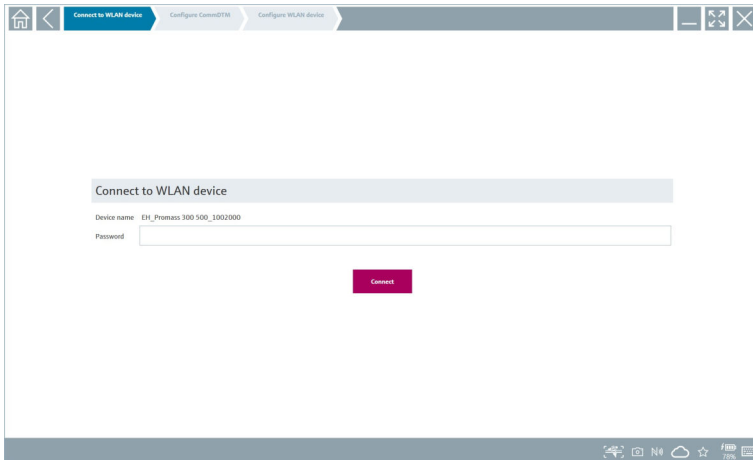 Connect to WLAN device Configure CommDTM Configure WLAN device
Connect to WLAN device
Device name EH_Promass 300 500_1002000
Password
Connect
78%